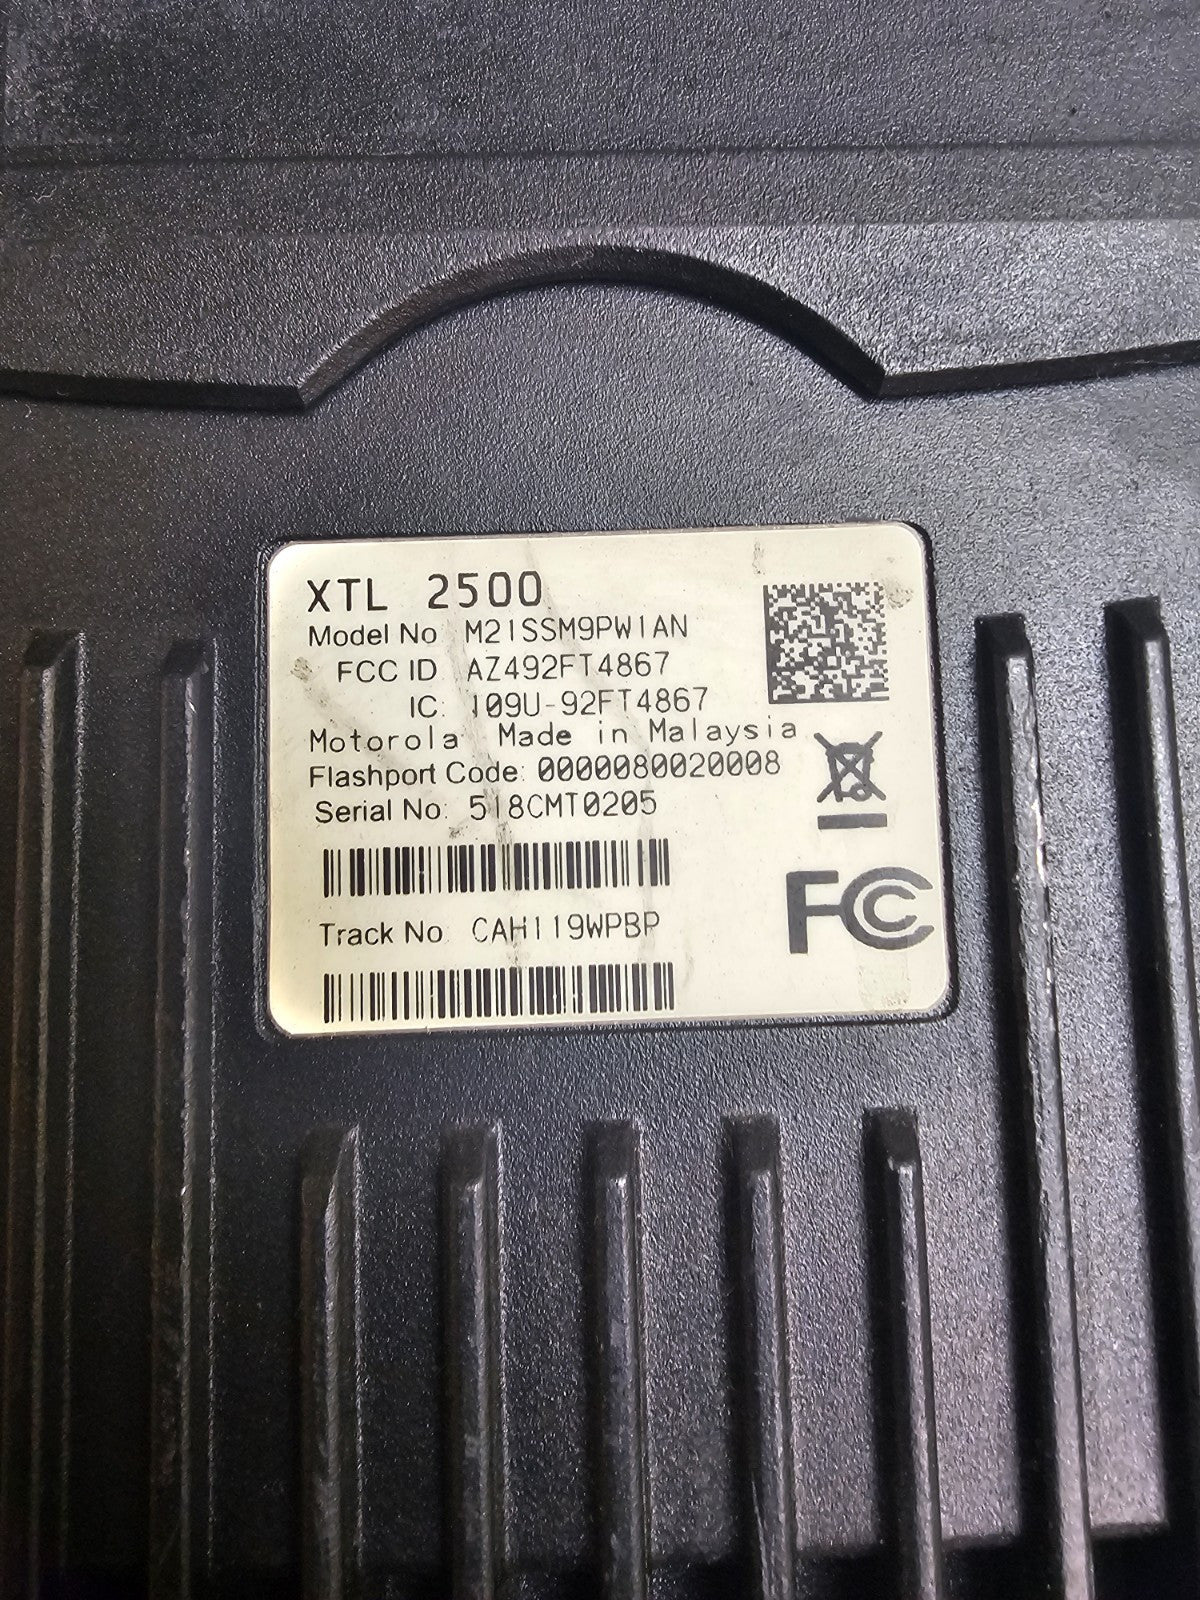 XTL 2500
Model No M21SSM9PW1AN
FCC ID AZ492FT4867
IC: 109U-92FT4867
Motorola Made in Malaysia
Flashport Code: 0000080020008
Serial No: 518CMT0205
Track No: CAH119WPBP
FC